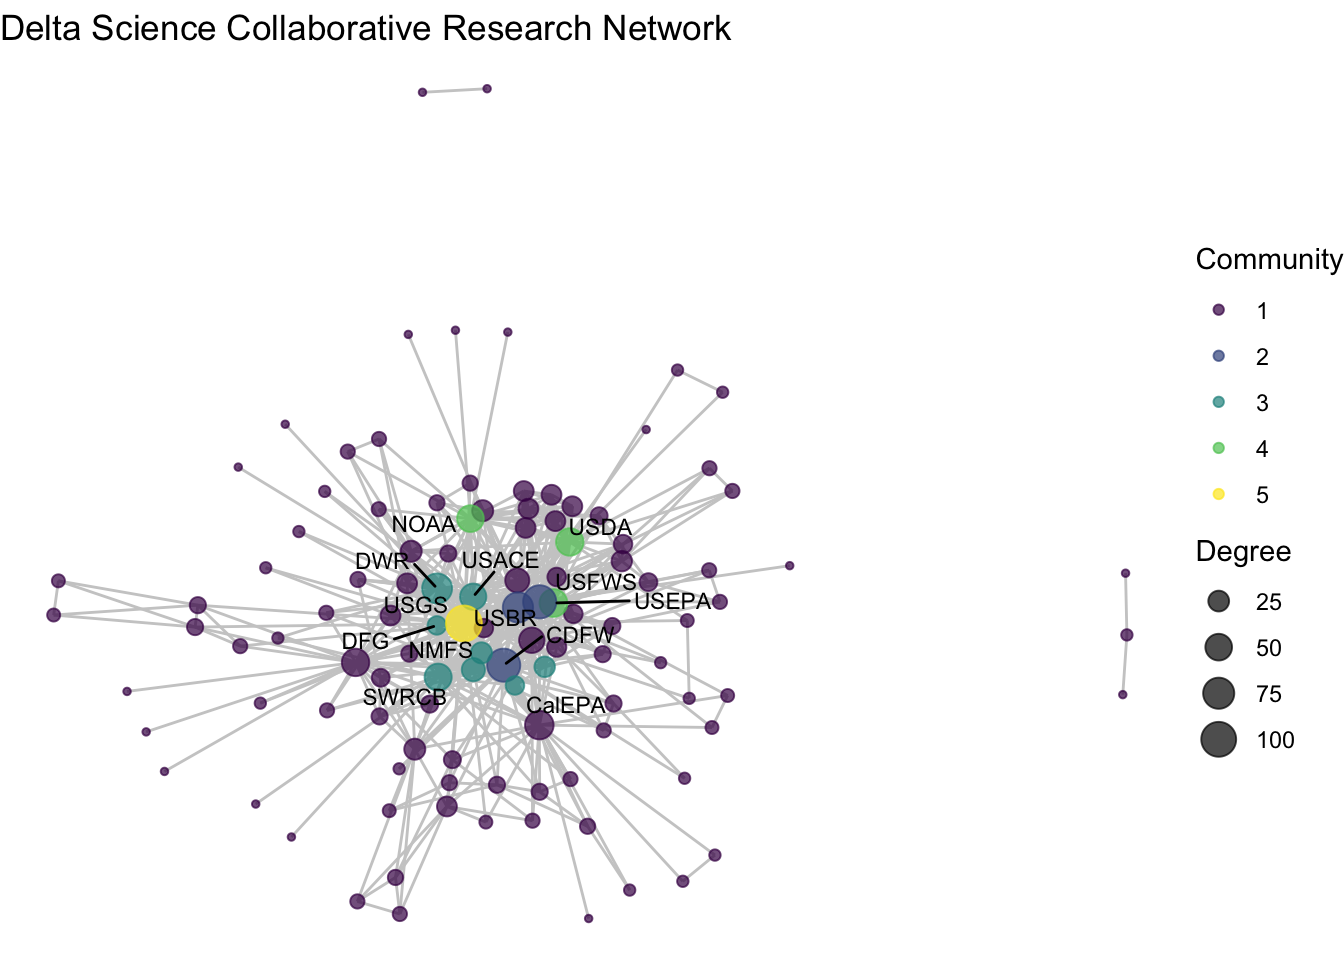 Delta Science Collaborative Research Network
NOAA
USDA
DWR
USACE
USFWS
USGS
USEPA
USBR
DFG
NMFS
CDFW
SWRCB
CalEPA
Community
1
2
3
4
5
Degree
25
50
75
100